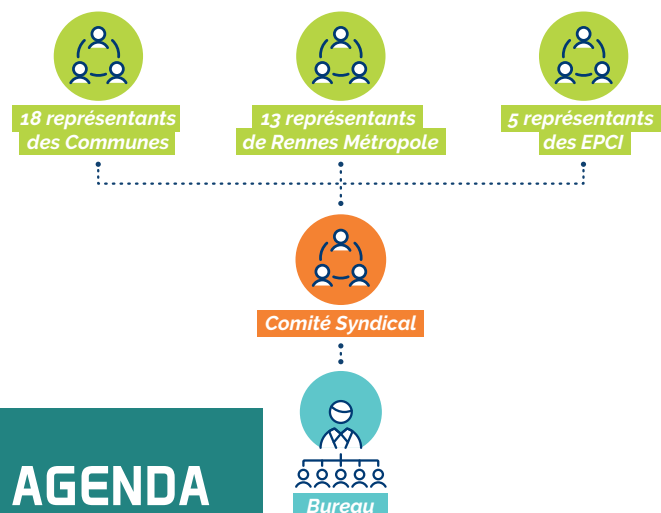 18 représentants
des Communes
13 représentants
de Rennes Métropole
5 représentants
des EPCI
Comité Syndical
Bureau
AGENDA